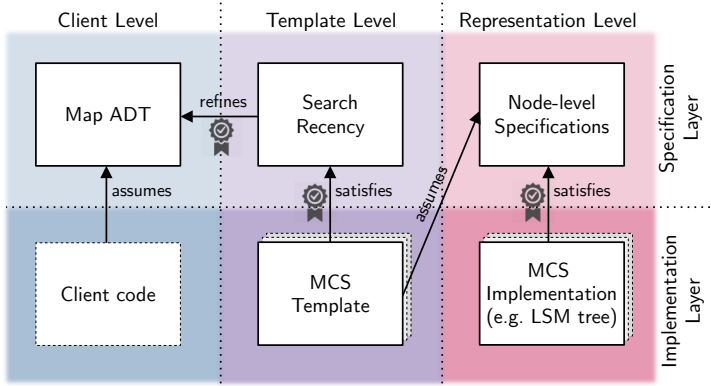 Client Level
Template Level
Representation Level
Map ADT
refines
Search
Recency
Node-level
Specifications
Specification
Layer
assumes
satisfies
assumes
satisfies
Client code
MCS
Template
MCS
Implementation
(e.g. LSM tree)
Implementation
Layer